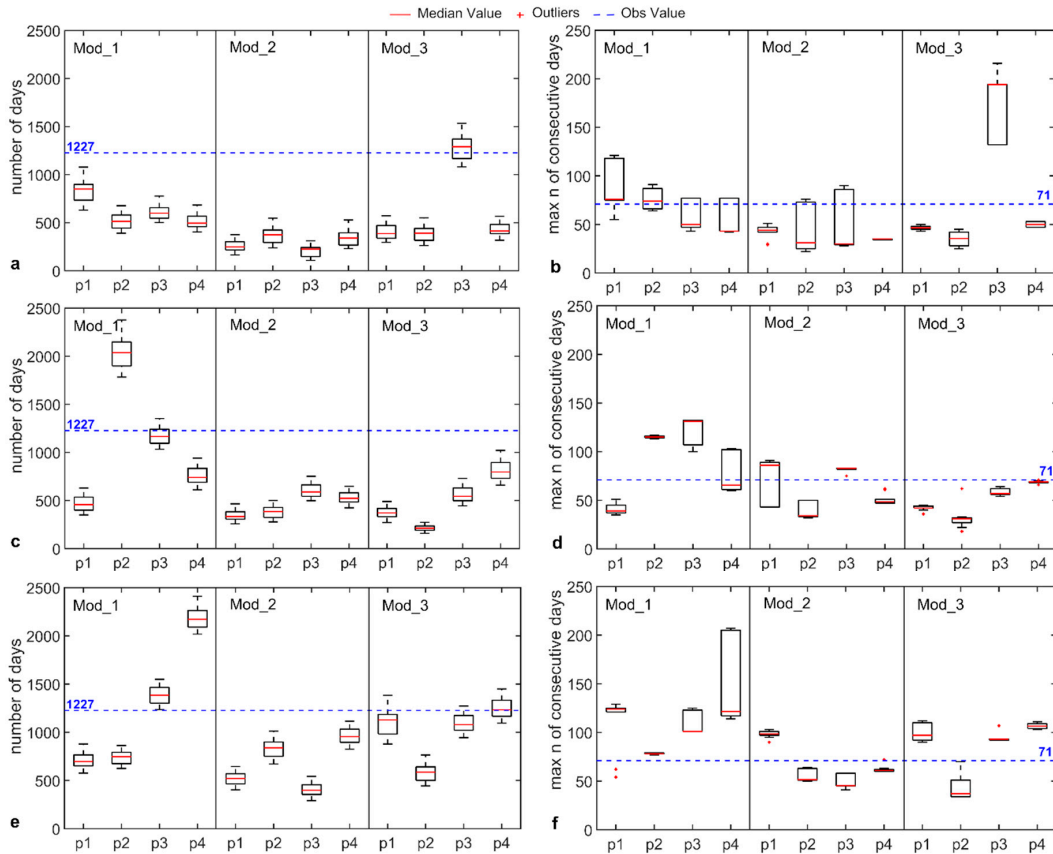 Median Value Outliers Obs Value
number of days
2500
2000
1500
1000
500
0
Mod_1 Mod_2 Mod_3
1227
a
p1 p2 p3 p4 p1 p2 p3 p4 p1 p2 p3 p4
max n of consecutive days
250
200
150
100
50
0
Mod_1 Mod_2 Mod_3
71
b
p1 p2 p3 p4 p1 p2 p3 p4 p1 p2 p3 p4
number of days
2500
2000
1500
1000
500
0
Mod_1 Mod_2 Mod_3
1227
c
p1 p2 p3 p4 p1 p2 p3 p4 p1 p2 p3 p4
max n of consecutive days
250
200
150
100
50
0
Mod_1 Mod_2 Mod_3
71
d
p1 p2 p3 p4 p1 p2 p3 p4 p1 p2 p3 p4
number of days
2500
2000
1500
1000
500
0
Mod_1 Mod_2 Mod_3
1227
e
p1 p2 p3 p4 p1 p2 p3 p4 p1 p2 p3 p4
max n of consecutive days
250
200
150
100
50
0
Mod_1 Mod_2 Mod_3
71
f
p1 p2 p3 p4 p1 p2 p3 p4 p1 p2 p3 p4